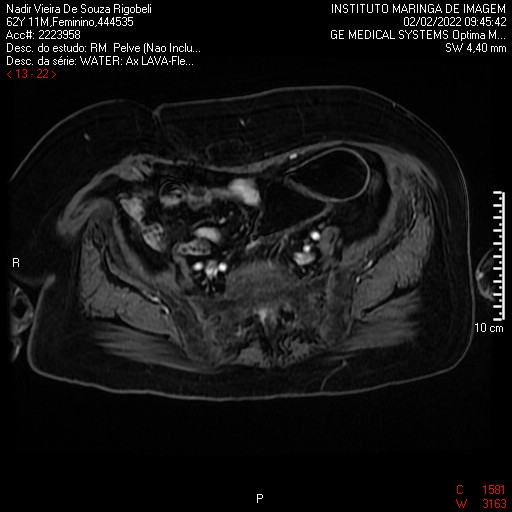 Nadir Vieira De Souza Rigobeli
62Y 11M,Feminino,444535
Acc#: 2223958
Desc. do estudo: RM Pelve (Nao Inclu...
Desc. da série: WATER: Ax LAVA-Fle...
< 13 - 22 >
INSTITUTO MARINGA DE IMAGEM
02/02/2022 09:45:42
GE MEDICAL SYSTEMS Optima M...
SW 4,40 mm
R
10 cm
P
C 1581
W 3163